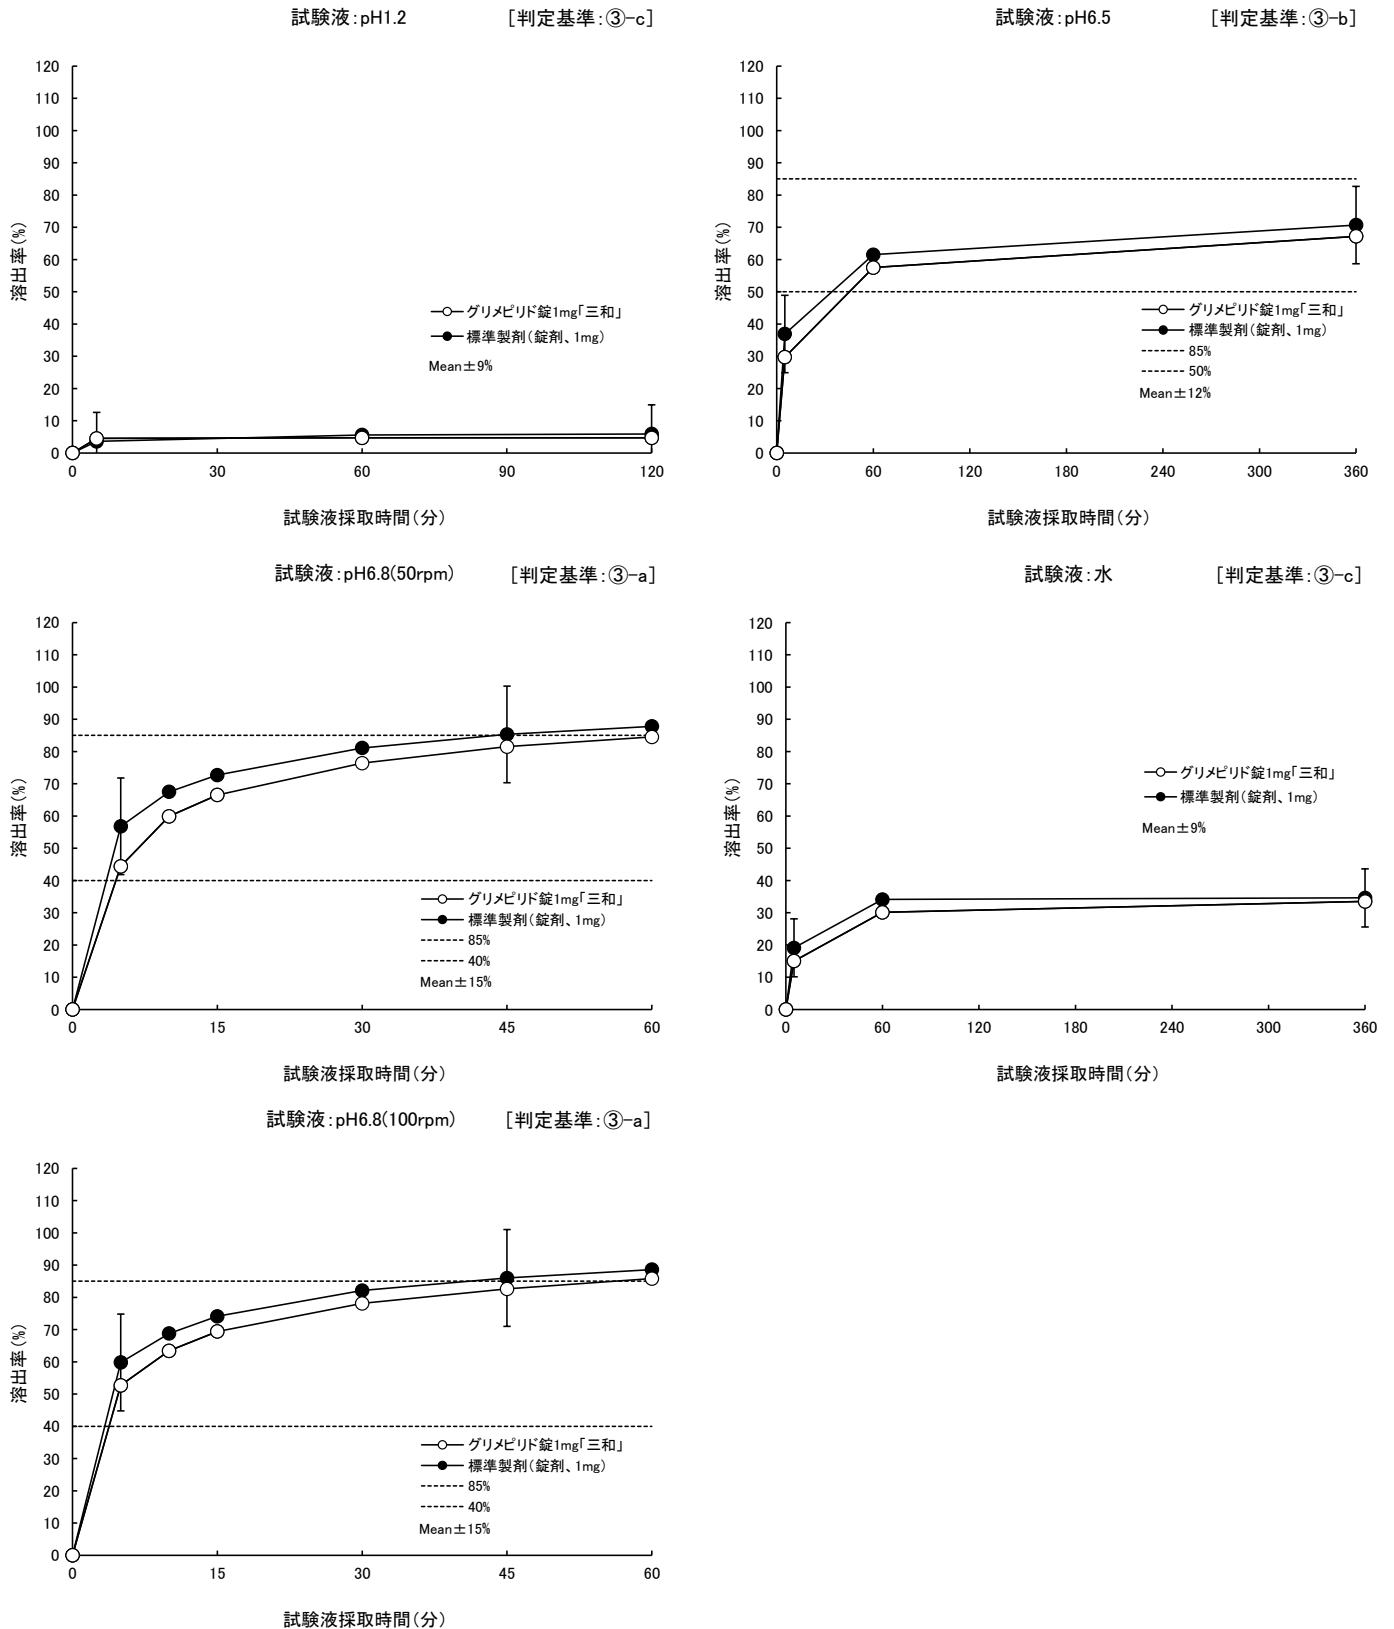 試験液：pH1.2 ［判定基準：③-c］
120
110
100
90
80
70
60
50
40
30
20
10
0
溶出率(%)
グリメピリド錠1mg「三和」
標準製剤（錠剤、1mg）
Mean±9%
0 30 60 90 120
試験液採取時間（分）
試験液：pH6.5 ［判定基準：③-b］
120
110
100
90
80
70
60
50
40
30
20
10
0
溶出率(%)
グリメピリド錠1mg「三和」
標準製剤（錠剤、1mg）
85%
50%
Mean±12%
0 60 120 180 240 300 360
試験液採取時間（分）
試験液：pH6.8(50rpm) ［判定基準：③-a］
120
110
100
90
80
70
60
50
40
30
20
10
0
溶出率(%)
グリメピリド錠1mg「三和」
標準製剤（錠剤、1mg）
85%
40%
Mean±15%
0 15 30 45 60
試験液採取時間（分）
試験液：水 ［判定基準：③-c］
120
110
100
90
80
70
60
50
40
30
20
10
0
溶出率(%)
グリメピリド錠1mg「三和」
標準製剤（錠剤、1mg）
Mean±9%
0 60 120 180 240 300 360
試験液採取時間（分）
試験液：pH6.8(100rpm) ［判定基準：③-a］
120
110
100
90
80
70
60
50
40
30
20
10
0
溶出率(%)
グリメピリド錠1mg「三和」
標準製剤（錠剤、1mg）
85%
40%
Mean±15%
0 15 30 45 60
試験液採取時間（分）